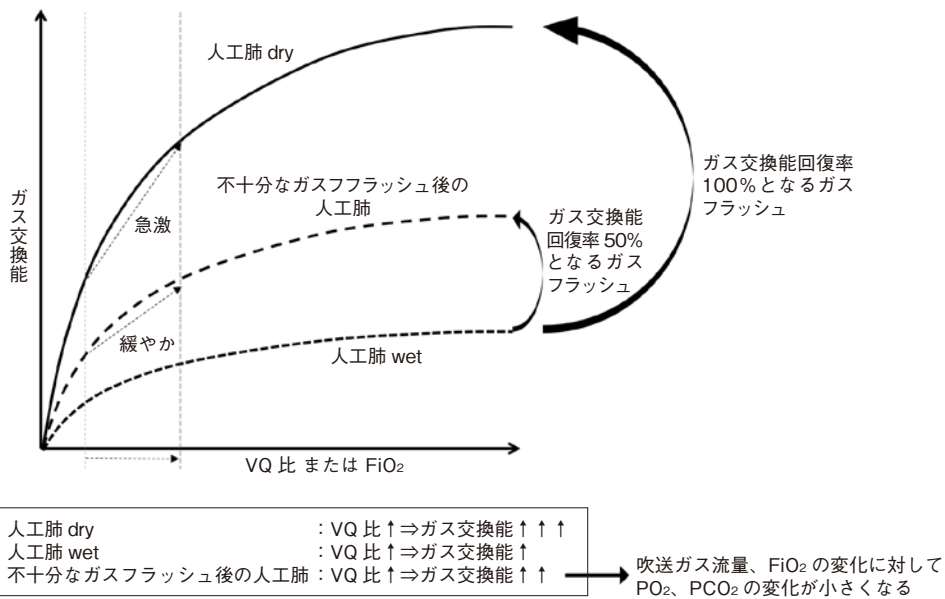 人工肺 dry
不十分なガスフフラッシュ後の
人工肺
急激
ガス交換能
ガス交換能
回復率 50%
となるガス
フラッシュ
ガス交換能回復率
100%となるガス
フラッシュ
緩やか
人工肺 wet
VQ 比 または FiO₂
人工肺 dry : VQ 比↑⇒ガス交換能↑↑↑
人工肺 wet : VQ 比↑⇒ガス交換能↑
不十分なガスフラッシュ後の人工肺 : VQ 比↑⇒ガス交換能↑↑
吹送ガス流量、FiO₂ の変化に対して
PO₂、PCO₂ の変化が小さくなる